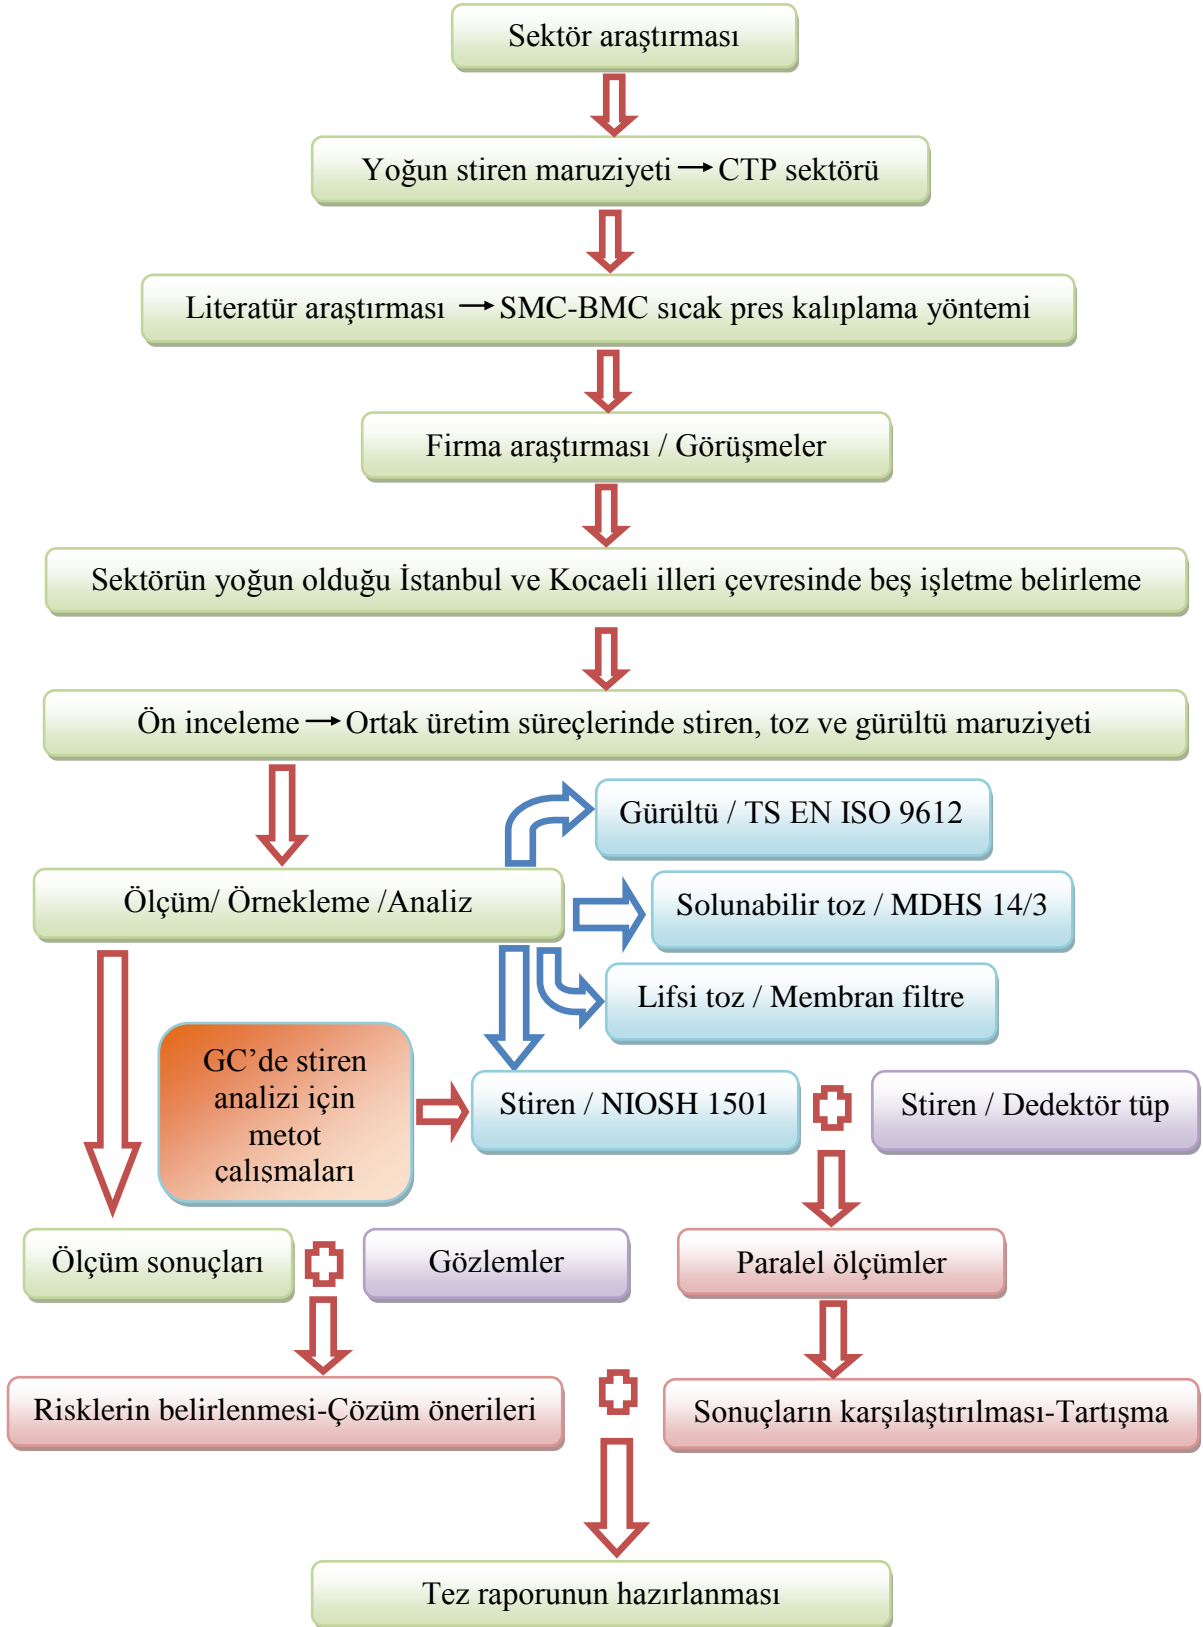 Sektör araştırması
Yoğun stiren maruziyeti → CTP sektörü
Literatür araştırması → SMC-BMC sıcak pres kalıplama yöntemi
Firma araştırması / Görüşmeler
Sektörün yoğun olduğu İstanbul ve Kocaeli illeri çevresinde beş işletme belirleme
Ön inceleme → Ortak üretim süreçlerinde stiren, toz ve gürültü maruziyeti
Gürültü / TS EN ISO 9612
Ölçüm/ Örnekleme /Analiz
Solunabilir toz / MDHS 14/3
Lifsi toz / Membran filtre
GC’de stiren
analizi için
metot
çalışmaları
Stiren / NIOSH 1501
Stiren / Dedektör tüp
Ölçüm sonuçları
Gözlemler
Paralel ölçümler
Risklerin belirlenmesi-Çözüm önerileri
Sonuçların karşılaştırılması-Tartışma
Tez raporunun hazırlanması